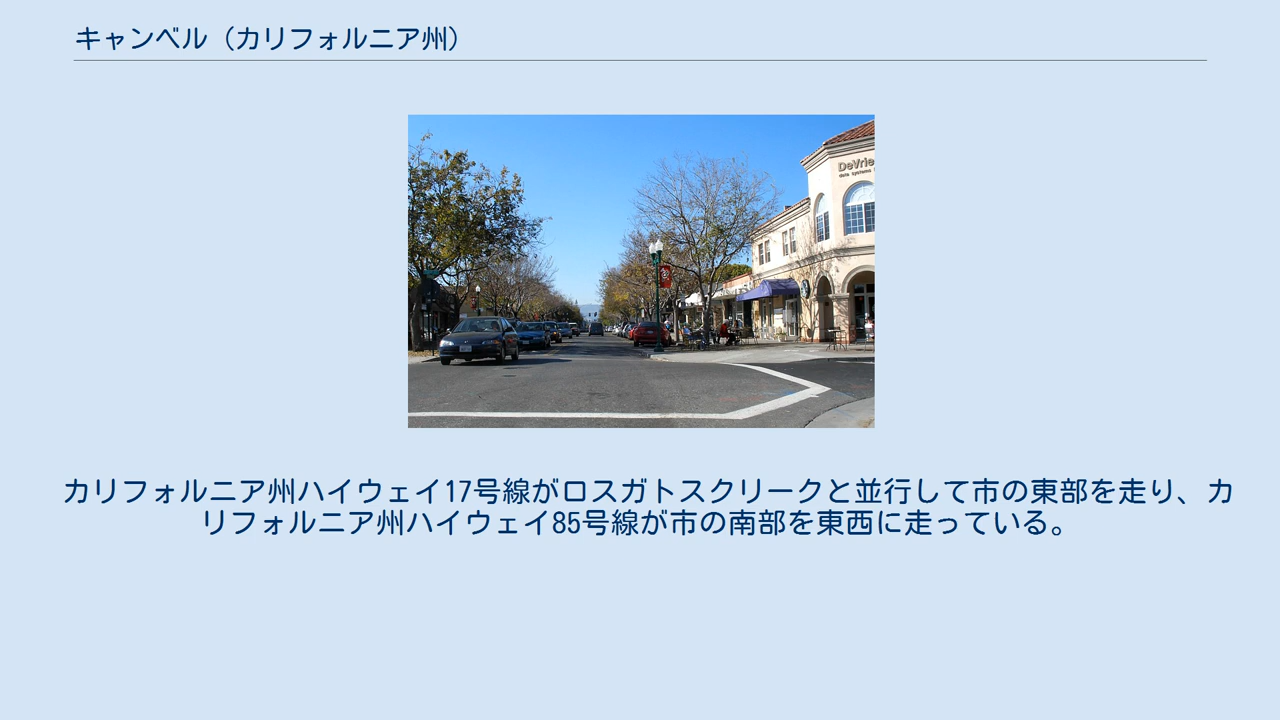 キャンベル（カリフォルニア州）
DeVrie
data systems
カリフォルニア州ハイウェイ17号線がロスガトスクリークと並行して市の東部を走り、カ
リフォルニア州ハイウェイ85号線が市の南部を東西に走っている。